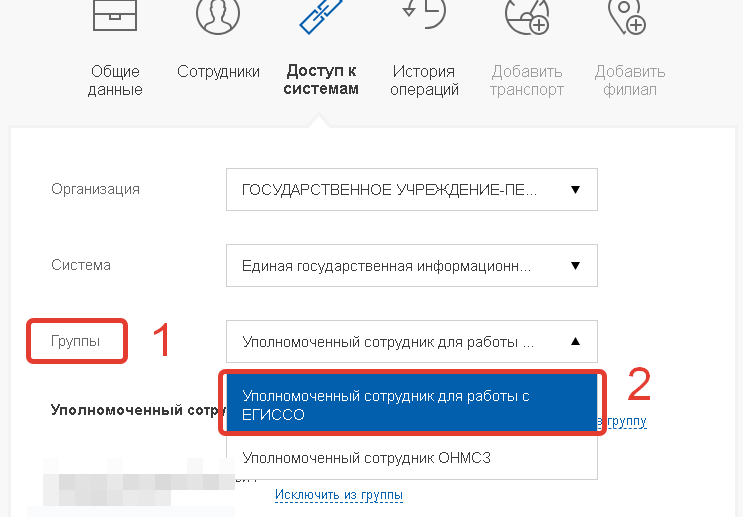 Общие данные
Сотрудники
Доступк системам
История операций
Добавить транспорт
Добавить филиал
Организация
ГОСУДАРСТВЕННОЕ УЧРЕЖДЕНИЕ-ПЕ...
Система
Единая государственная информационн...
Группы
1
Уполномоченный сотрудник для работы ...
Уполномоченный сотру
Уполномоченный сотрудник для работы с
ЕГИССО
2
в группу
Уполномоченный сотрудник ОНМСЗ
Исключить из группы